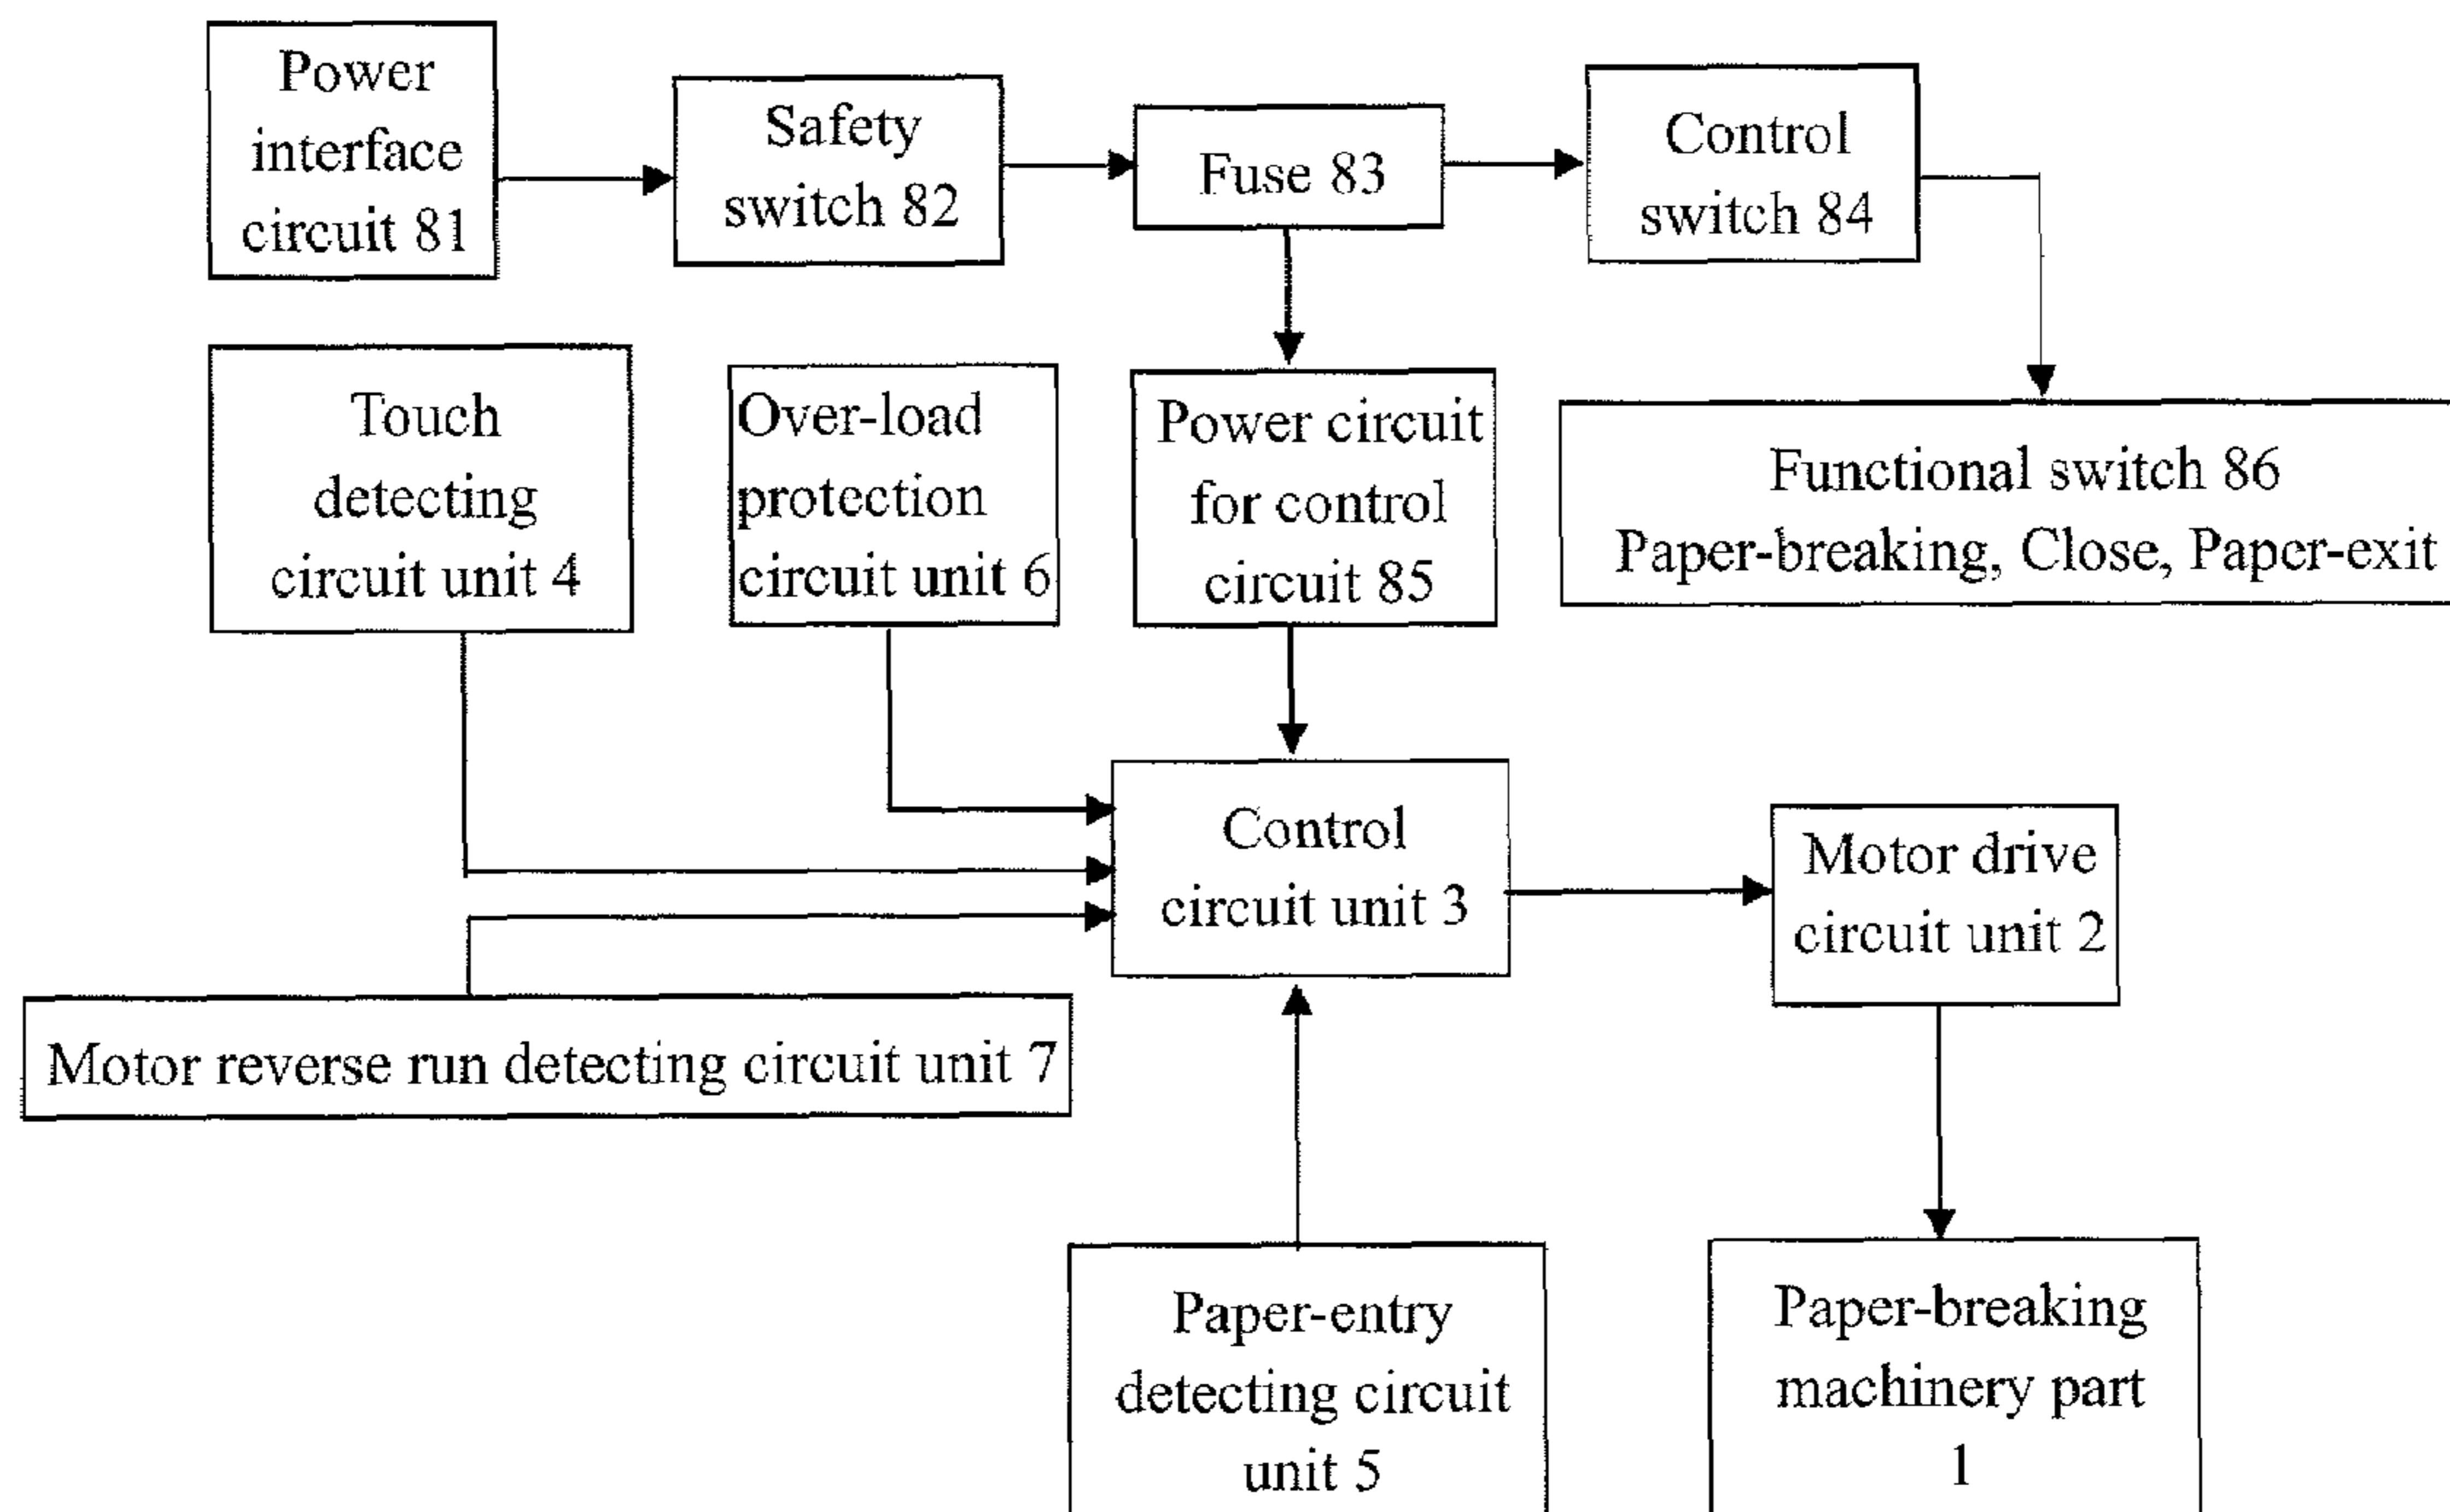 Power
interface
circuit 81
Safety
switch 82
Fuse 83
Control
switch 84
Touch
detecting
circuit unit 4
Over-load
protection
circuit unit 6
Power circuit
for control
circuit 85
Functional switch 86
Paper-breaking, Close, Paper-exit
Control
circuit unit 3
Motor drive
circuit unit 2
Motor reverse run detecting circuit unit 7
Paper-entry
detecting circuit
unit 5
Paper-breaking
machinery part
1